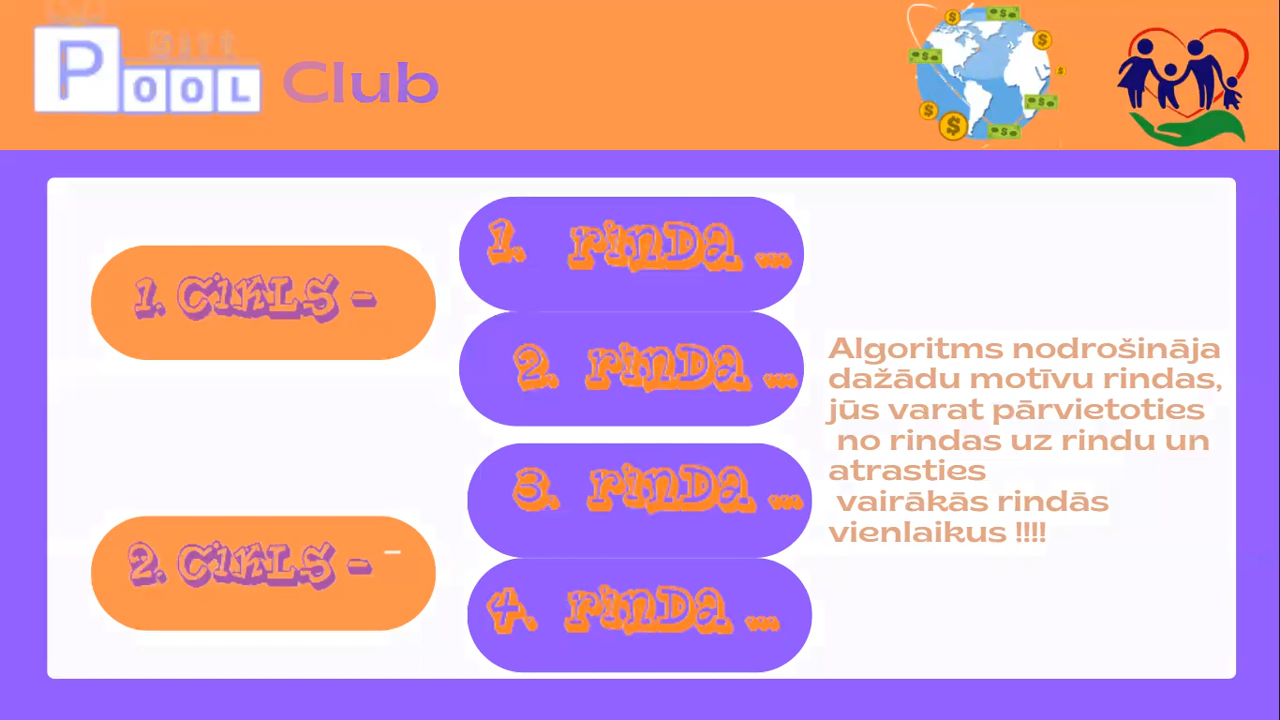 POOL Club
1. CIKLS -
1. rinDa ...
2. rinDa ...
Algoritms nodrošināja
dažādu motīvu rindas,
jūs varat pārvietoties
no rindas uz rindu un
atrasties
vairākās rindās
vienlaikus !!!!
2. CIKLS -
3. rinDa ...
4. rinDa ...